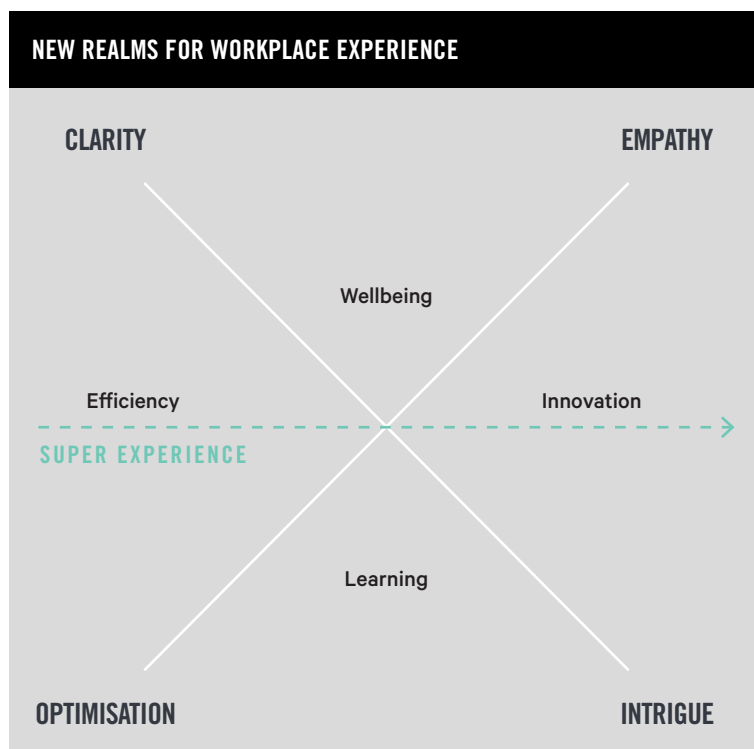 NEW REALMS FOR WORKPLACE EXPERIENCE
CLARITY
EMPATHY
Wellbeing
Efficiency
Innovation
SUPER EXPERIENCE
Learning
OPTIMISATION
INTRIGUE